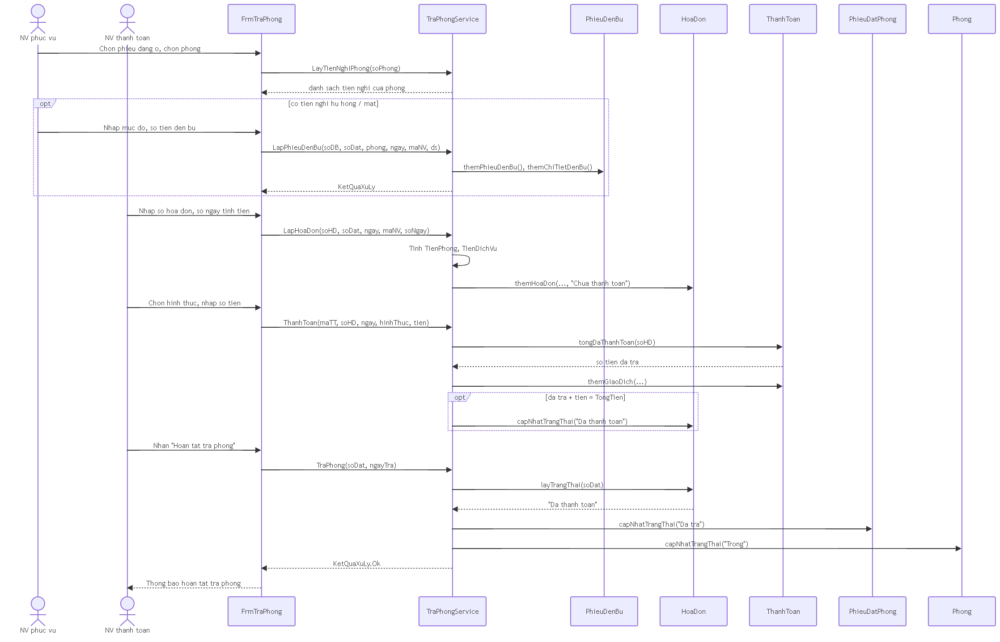 NV phuc vu
NV thanh toan
FrmTraPhong
TraPhongService
PhieuDenBu
HoaDon
ThanhToan
PhieuDatPhong
Phong
Chon phieu dang o, chon phong
LayTienNghiPhong(soPhong)
danh sach tien nghi cua phong
opt
[co tien nghi hu hong / mat]
Nhap muc do, so tien den bu
LapPhieuDenBu(soDB, soDat, phong, ngay, maNV, ds)
themPhieuDenBu(), themChiTietDenBu()
KetQuaXuLy
Nhap so hoa don, so ngay tinh tien
LapHoaDon(soHD, soDat, ngay, maNV, soNgay)
Tinh TienPhong, TienDichVu
themHoaDon(..., "Chua thanh toan")
Chon hinh thuc, nhap so tien
ThanhToan(maTT, soHD, ngay, hinhThuc, tien)
tongDaThanhToan(soHD)
so tien da tra
themGiaoDich(...)
opt
[da tra + tien = TongTien]
capNhatTrangThai("Da thanh toan")
Nhan "Hoan tat tra phong"
TraPhong(soDat, ngayTra)
layTrangThai(soDat)
"Da thanh toan"
capNhatTrangThai("Da tra")
capNhatTrangThai("Trong")
KetQuaXuLy.Ok
Thong bao hoan tat tra phong
NV phuc vu
NV thanh toan
FrmTraPhong
TraPhongService
PhieuDenBu
HoaDon
ThanhToan
PhieuDatPhong
Phong